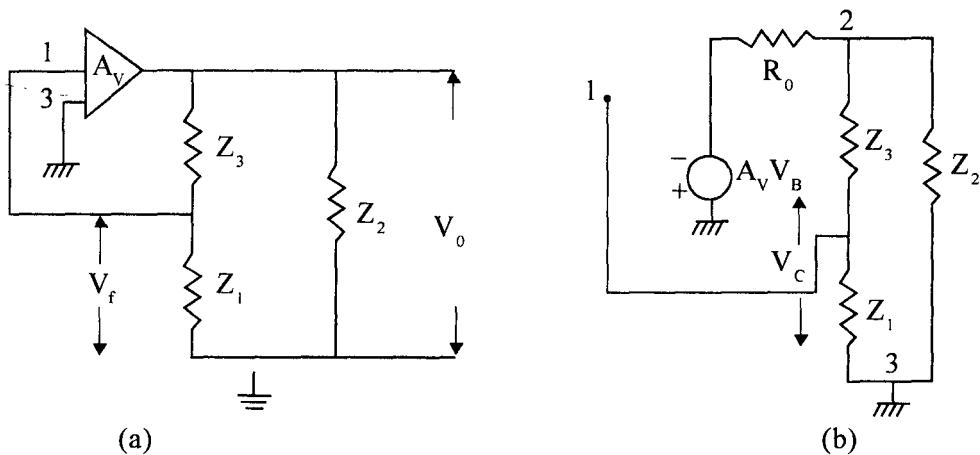 1
A_V
3
Z_3
Z_2
V_0
V_f
Z_1
(a)
2
R_0
1
Z_3
Z_2
−
+
A_V V_B
V_C
Z_1
3
(b)